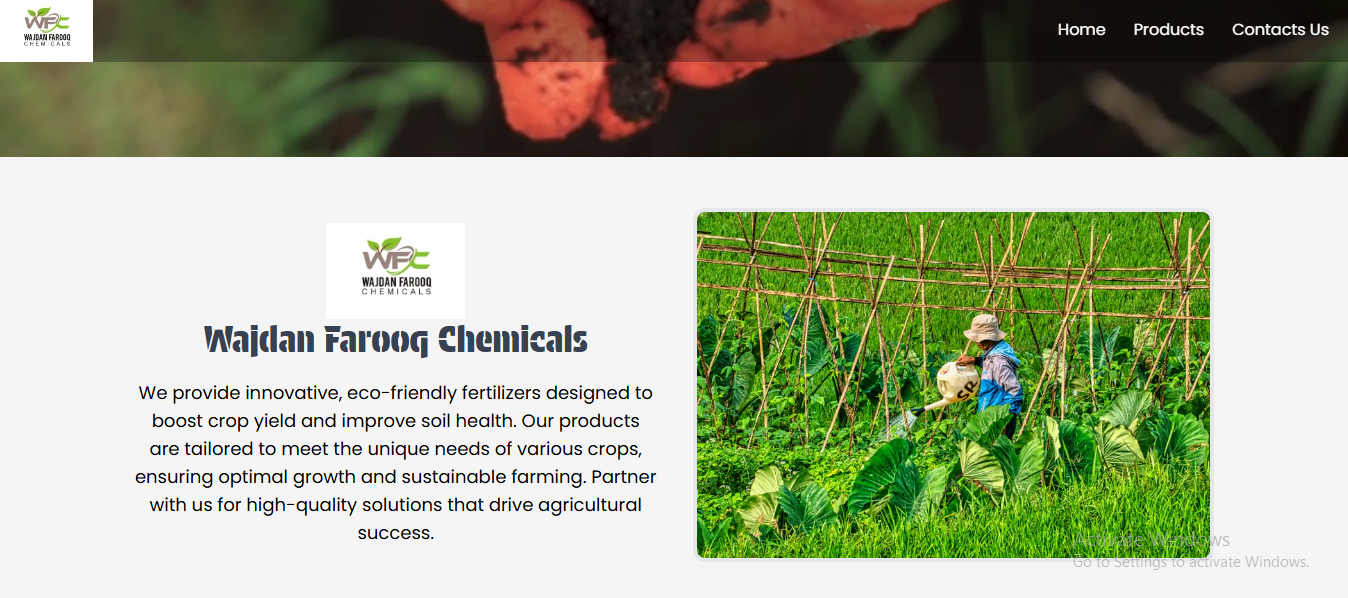 WFC
WAJDAN FAROOQ
CHEMICALS
Home Products Contacts Us
WFC
WAJDAN FAROOQ
CHEMICALS
Wajdan Farooq Chemicals
We provide innovative, eco-friendly fertilizers designed to
boost crop yield and improve soil health. Our products
are tailored to meet the unique needs of various crops,
ensuring optimal growth and sustainable farming. Partner
with us for high-quality solutions that drive agricultural
success.
SR
Activate Windows
Go to Settings to activate Windows.